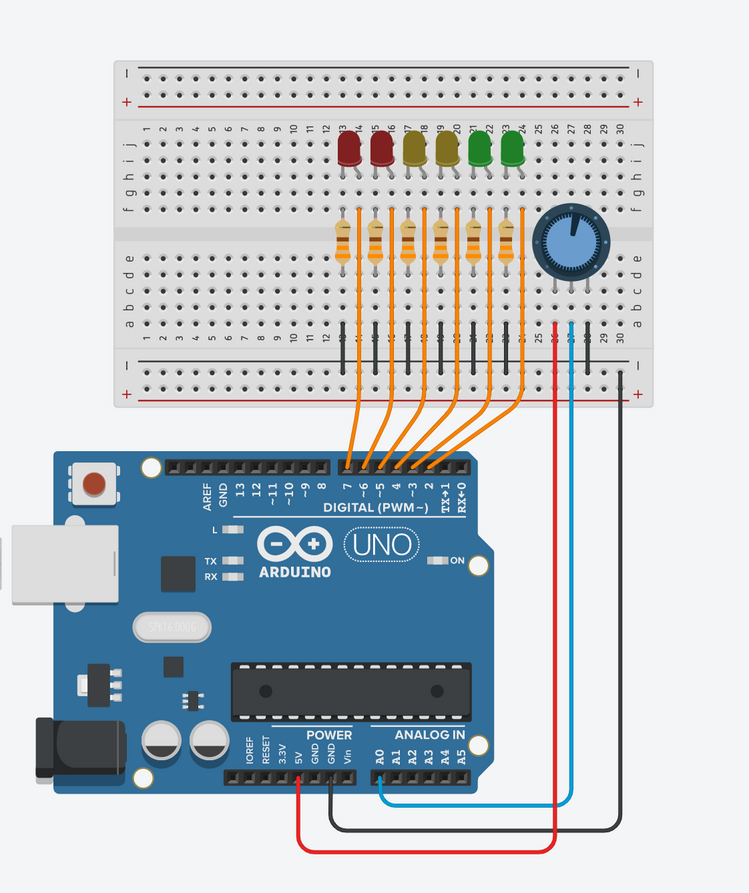 − −
+ +
1 2 3 4 5 6 7 8 9 10 11 12 13 14 15 16 17 18 19 20 21 22 23 24 25 26 27 28 29 30
j j
i i
h h
g g
f f
e e
d d
c c
b b
a a
1 2 3 4 5 6 7 8 9 10 11 12 13 14 15 16 17 18 19 20 21 22 23 24 25 26 27 28 29 30
− −
+ +
AREF GND 13 12 ~11 ~10 ~9 8 7 ~6 ~5 4 ~3 2 TX→1 RX←0
DIGITAL (PWM~)
L
TX
RX
ARDUINO
UNO
ON
SPK16.000G
POWER
ANALOG IN
IOREF RESET 3.3V 5V GND GND Vin A0 A1 A2 A3 A4 A5